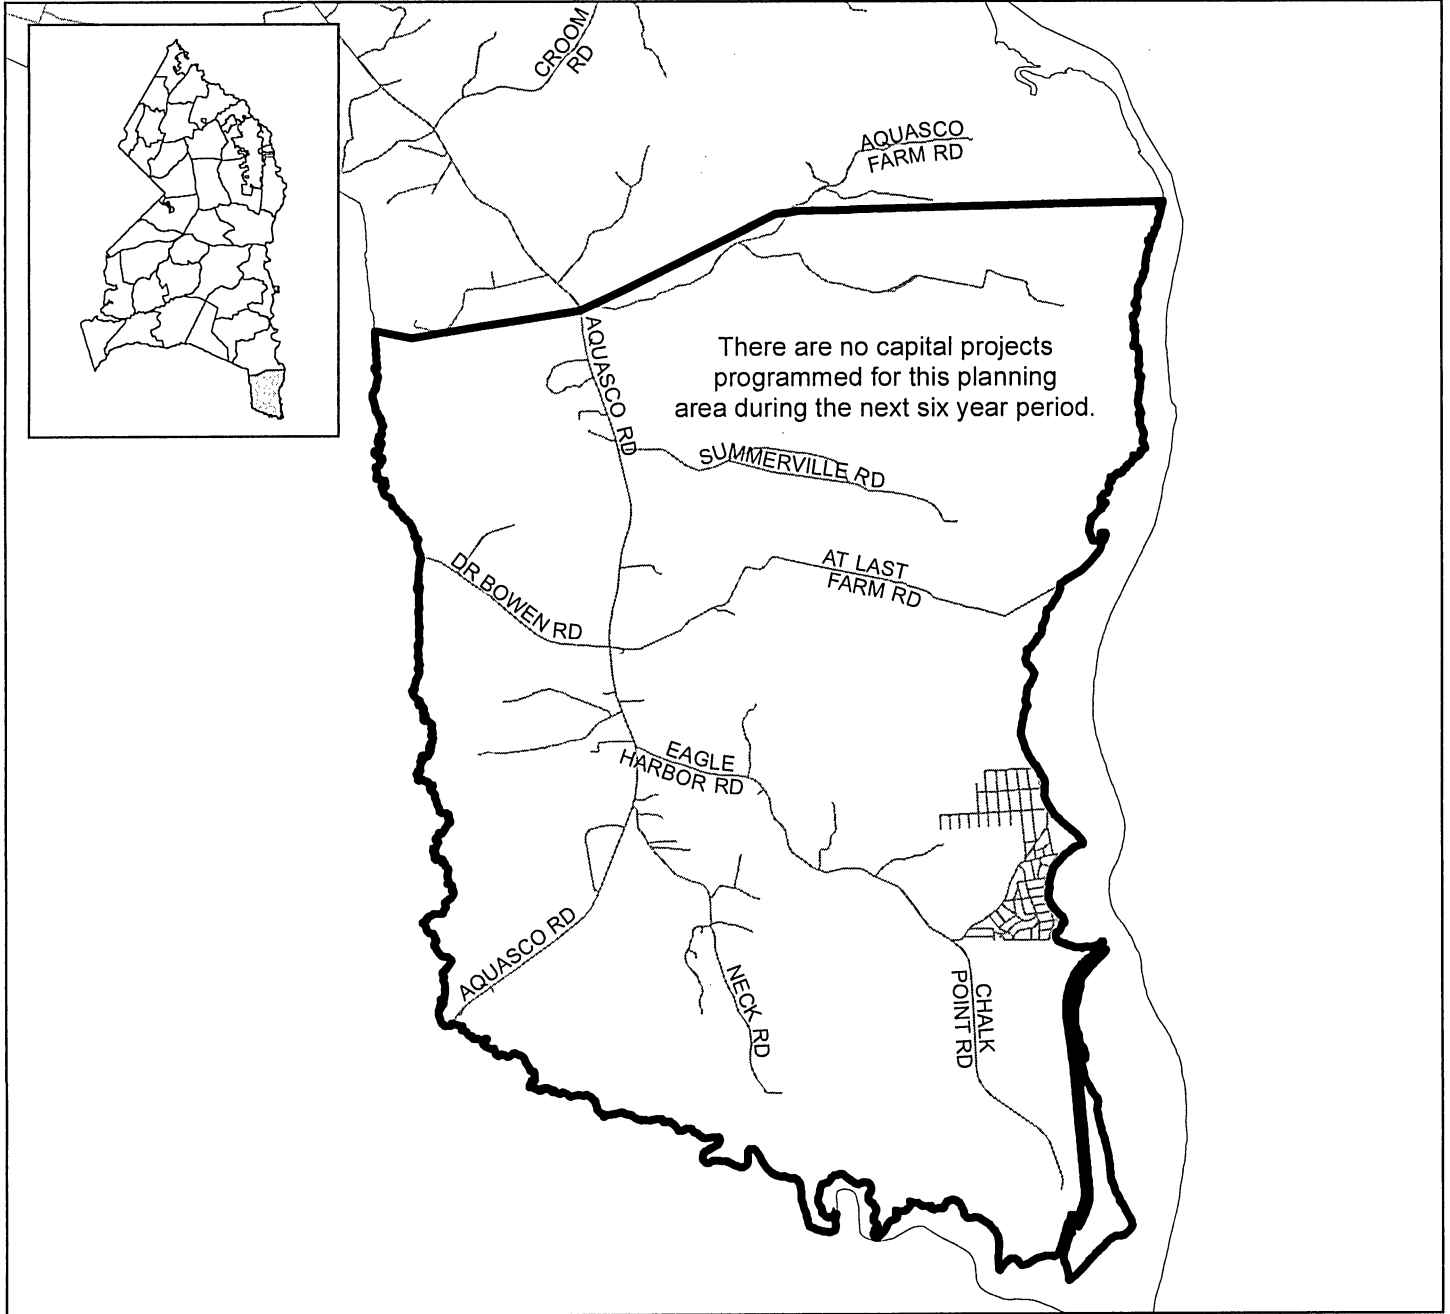 CROOM
RD
AQUASCO
FARM RD
AQUASCO RD
There are no capital projects
programmed for this planning
area during the next six year period.
SUMMERVILLE RD
DR BOWEN RD
AT LAST
FARM RD
EAGLE
HARBOR RD
AQUASCO RD
NECK RD
CHALK
POINT RD